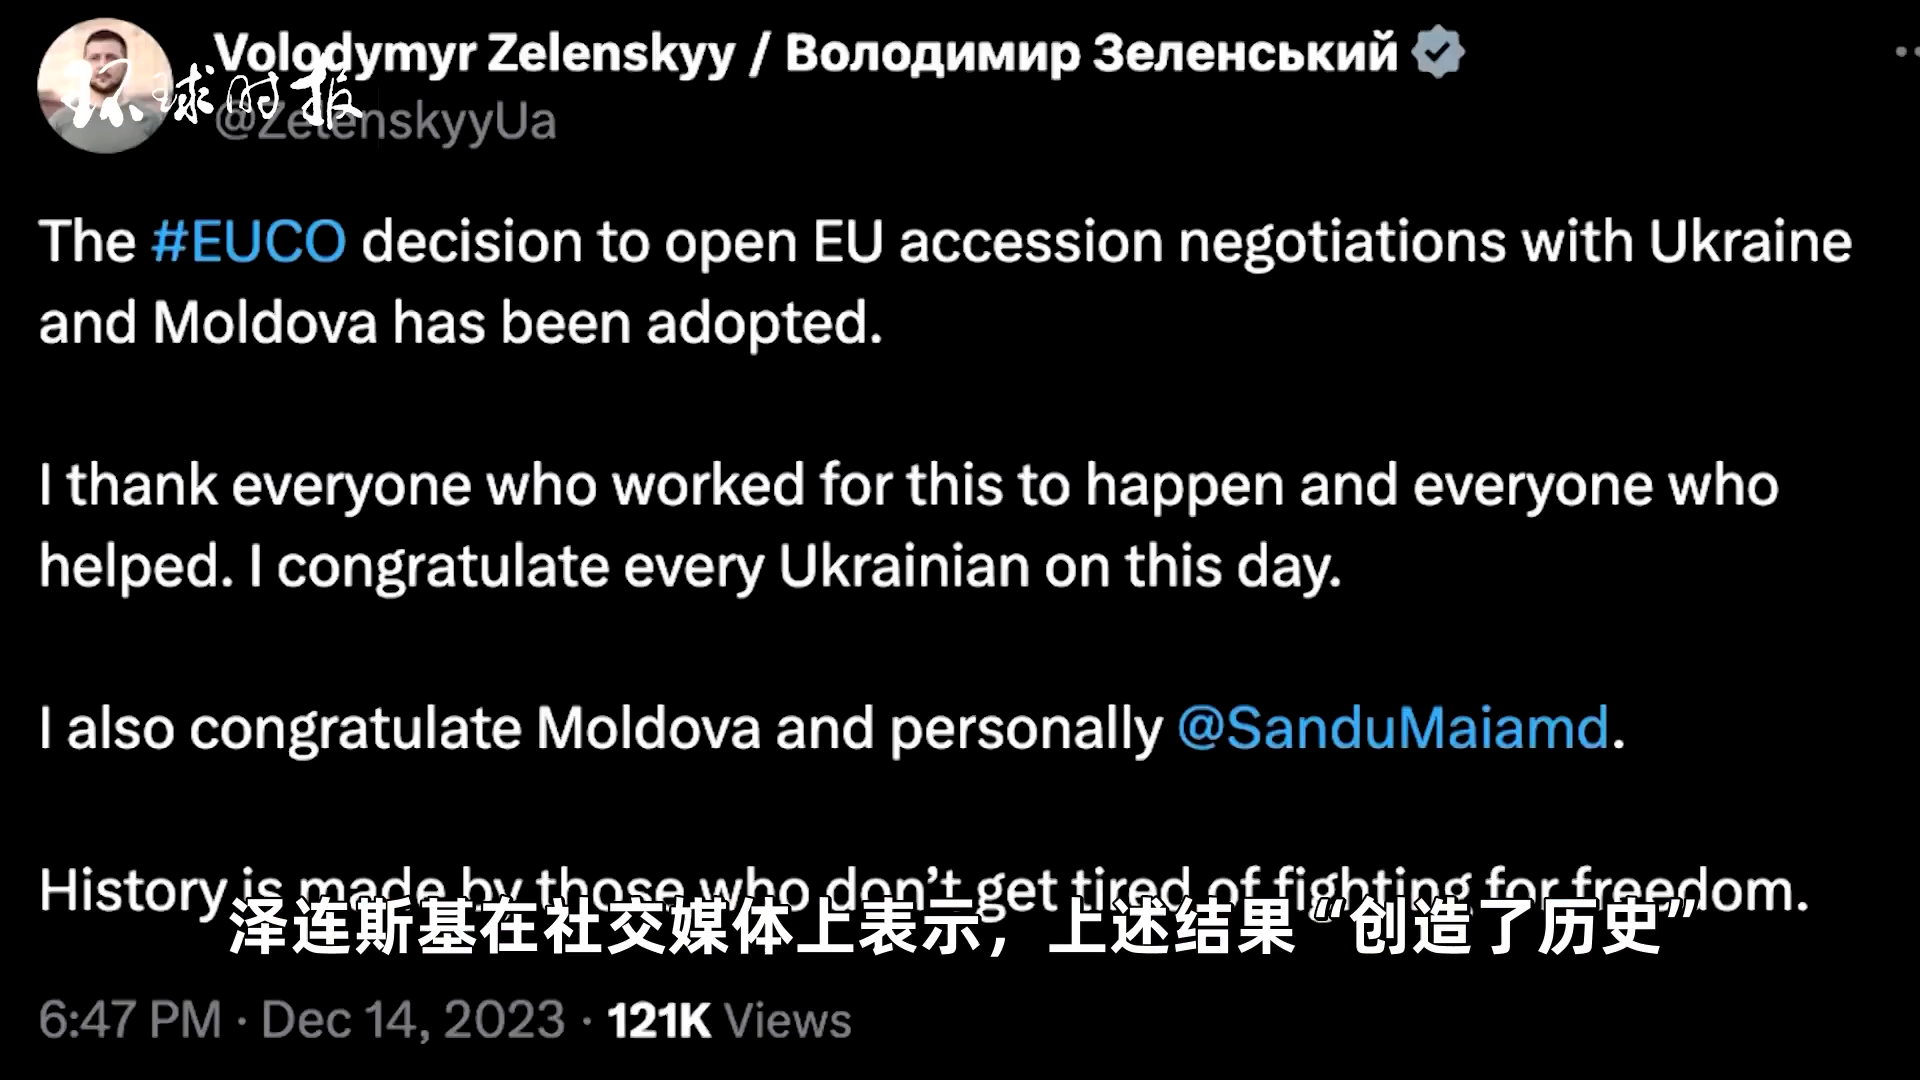 Volodymyr Zelenskyy / Володимир Зеленський
环球时报
@ZelenskyyUa
The #EUCO decision to open EU accession negotiations with Ukraine
and Moldova has been adopted.
I thank everyone who worked for this to happen and everyone who
helped. I congratulate every Ukrainian on this day.
I also congratulate Moldova and personally @SanduMaiamd.
History is made by those who don’t get tired of fighting for freedom.
泽连斯基在社交媒体上表示，上述结果“创造了历史”
6:47 PM · Dec 14, 2023 · 121K Views